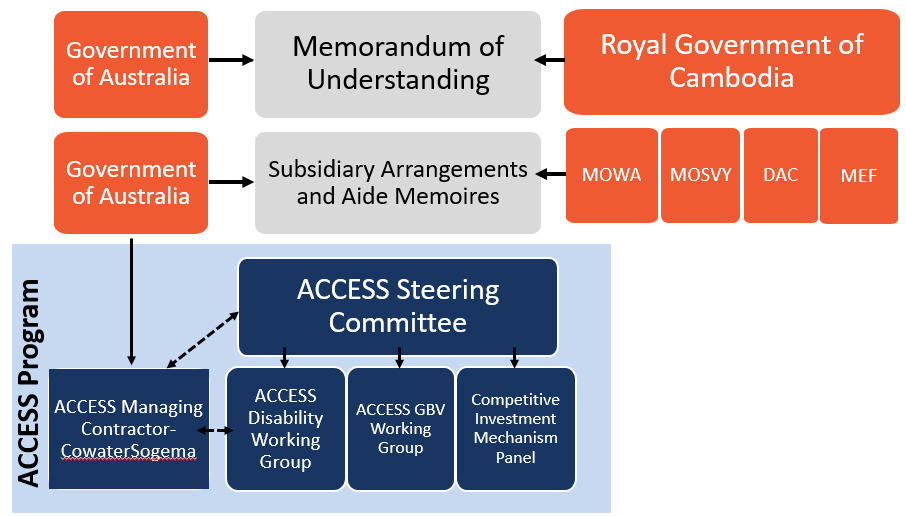 Government
of Australia
Memorandum of
Understanding
Royal Government of
Cambodia
Government
of Australia
Subsidiary Arrangements
and Aide Memoires
MOWA
MOSVY
DAC
MEF
ACCESS Program
ACCESS Steering
Committee
ACCESS Managing
Contractor-
CowaterSogema
ACCESS
Disability
Working
Group
ACCESS GBV
Working
Group
Competitive
Investment
Mechanism
Panel